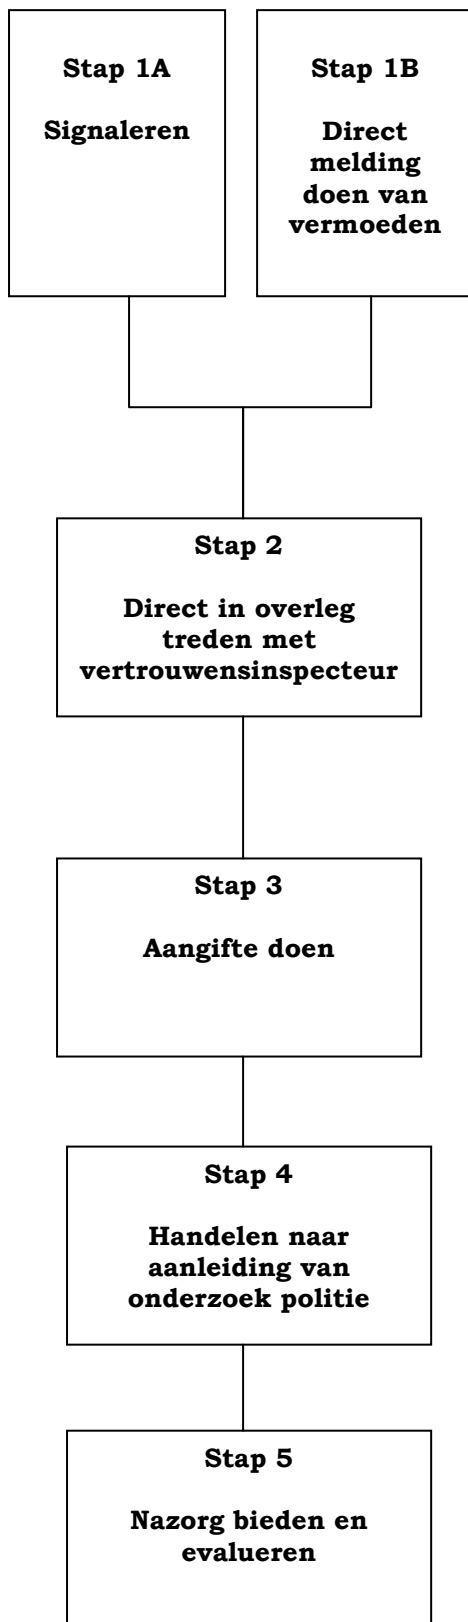 Stap 1A
Signaleren
Stap 1B
Direct
melding
doen van
vermoeden
Stap 2
Direct in overleg
treden met
vertrouwensinspecteur
Stap 3
Aangifte doen
Stap 4
Handelen naar
aanleiding van
onderzoek politie
Stap 5
Nazorg bieden en
evalueren